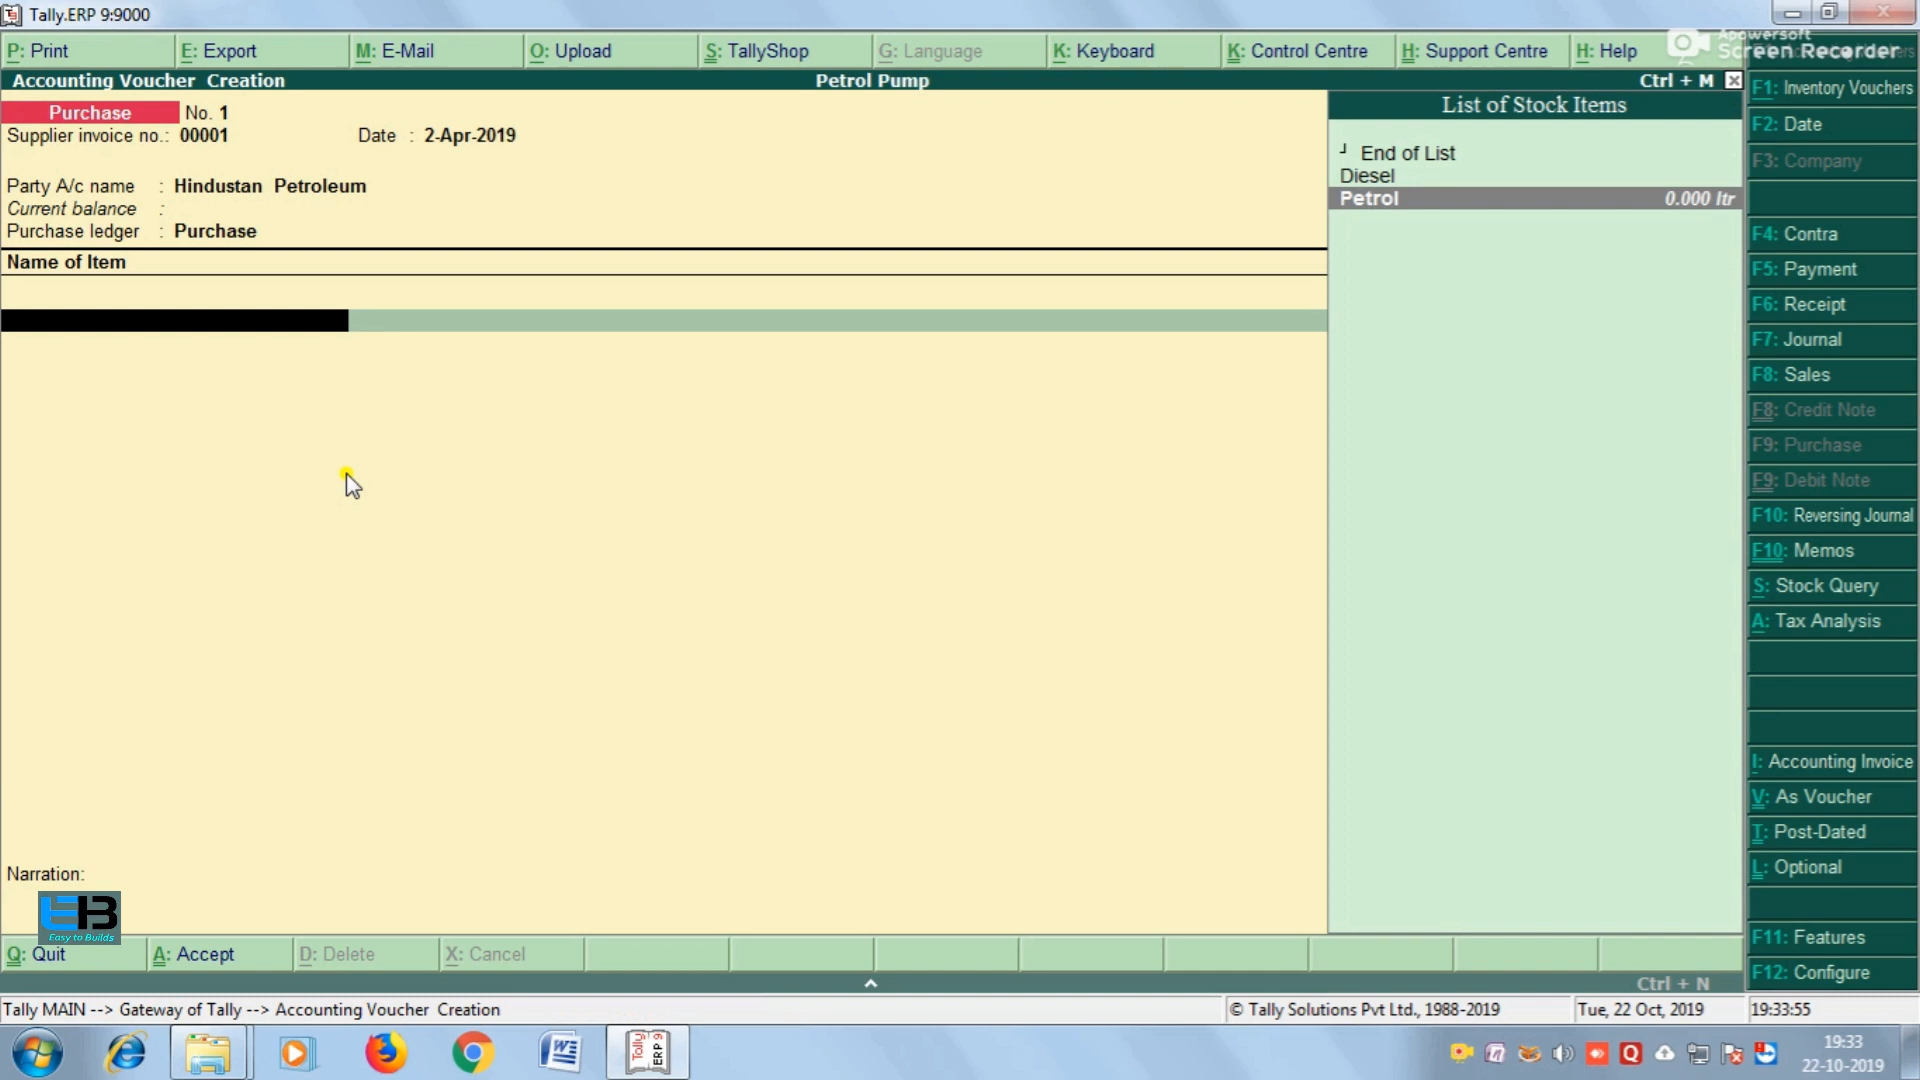 Tally.ERP 9:9000
P: Print
E: Export
M: E-Mail
O: Upload
S: TallyShop
G: Language
K: Keyboard
K: Control Centre
H: Support Centre
H: Help
Apowersoft
Screen Recorder
Accounting Voucher Creation
Petrol Pump
Ctrl + M
Purchase No. 1
Supplier invoice no.: 00001 Date : 2-Apr-2019
Party A/c name : Hindustan Petroleum
Current balance :
Purchase ledger : Purchase
Name of Item
List of Stock Items
End of List
Diesel
Petrol 0.000 ltr
F1: Inventory Vouchers
F2: Date
F3: Company
F4: Contra
F5: Payment
F6: Receipt
F7: Journal
F8: Sales
F8: Credit Note
F9: Purchase
F9: Debit Note
F10: Reversing Journal
F10: Memos
S: Stock Query
A: Tax Analysis
I: Accounting Invoice
V: As Voucher
T: Post-Dated
L: Optional
F11: Features
F12: Configure
Narration:
EB
Easy to Builds
Q: Quit
A: Accept
D: Delete
X: Cancel
Ctrl + N
Tally MAIN --> Gateway of Tally --> Accounting Voucher Creation
© Tally Solutions Pvt Ltd., 1988-2019
Tue, 22 Oct, 2019
19:33:55
Tally ERP 9
19:33
22-10-2019